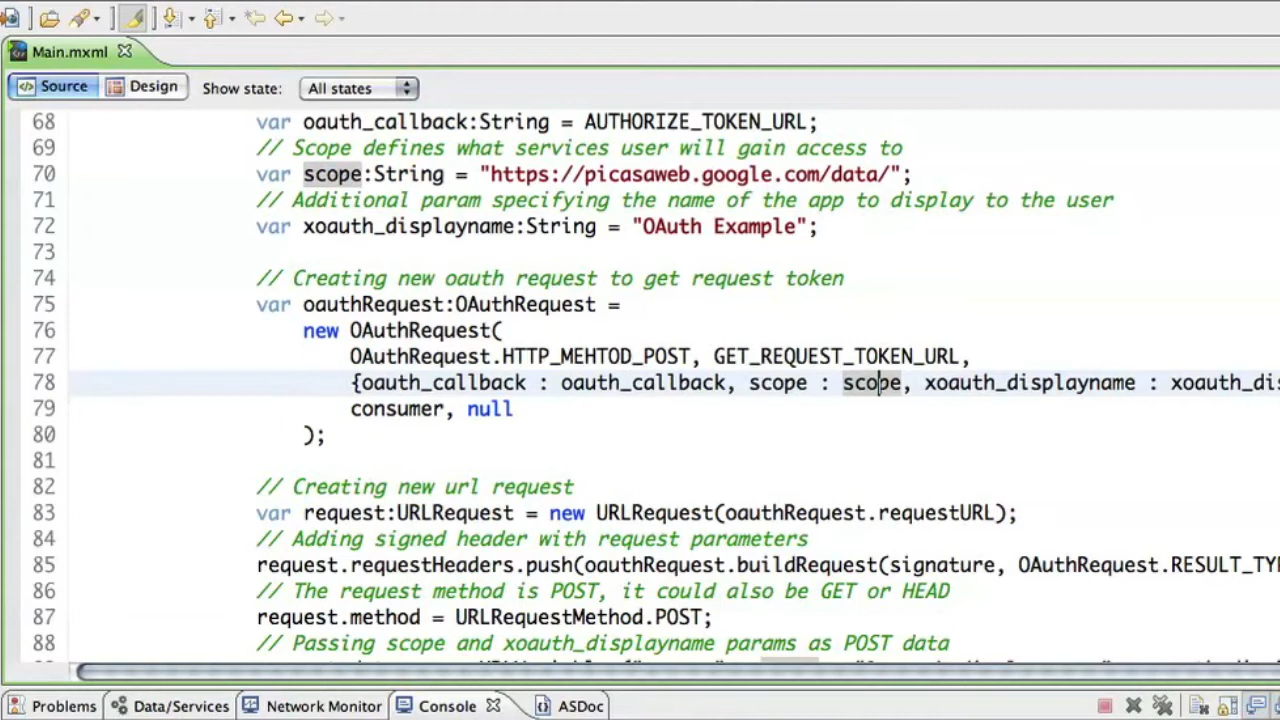 Main.mxml
Source Design Show state: All states
68 var oauth_callback:String = AUTHORIZE_TOKEN_URL;
69 // Scope defines what services user will gain access to
70 var scope:String = "https://picasaweb.google.com/data/";
71 // Additional param specifying the name of the app to display to the user
72 var xoauth_displayname:String = "OAuth Example";
73
74 // Creating new oauth request to get request token
75 var oauthRequest:OAuthRequest =
76 new OAuthRequest(
77 OAuthRequest.HTTP_MEHTOD_POST, GET_REQUEST_TOKEN_URL,
78 {oauth_callback : oauth_callback, scope : scope, xoauth_displayname : xoauth_dis
79 consumer, null
80 );
81
82 // Creating new url request
83 var request:URLRequest = new URLRequest(oauthRequest.requestURL);
84 // Adding signed header with request parameters
85 request.requestHeaders.push(oauthRequest.buildRequest(signature, OAuthRequest.RESULT_TYPE
86 // The request method is POST, it could also be GET or HEAD
87 request.method = URLRequestMethod.POST;
88 // Passing scope and xoauth_displayname params as POST data
Problems Data/Services Network Monitor Console ASDoc